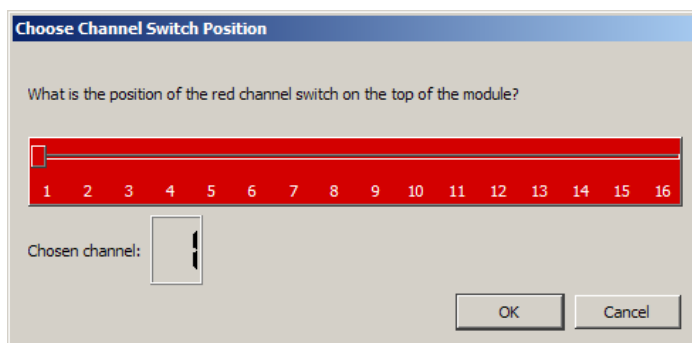 Choose Channel Switch Position
What is the position of the red channel switch on the top of the module?
1 2 3 4 5 6 7 8 9 10 11 12 13 14 15 16
Chosen channel: 1
OK Cancel